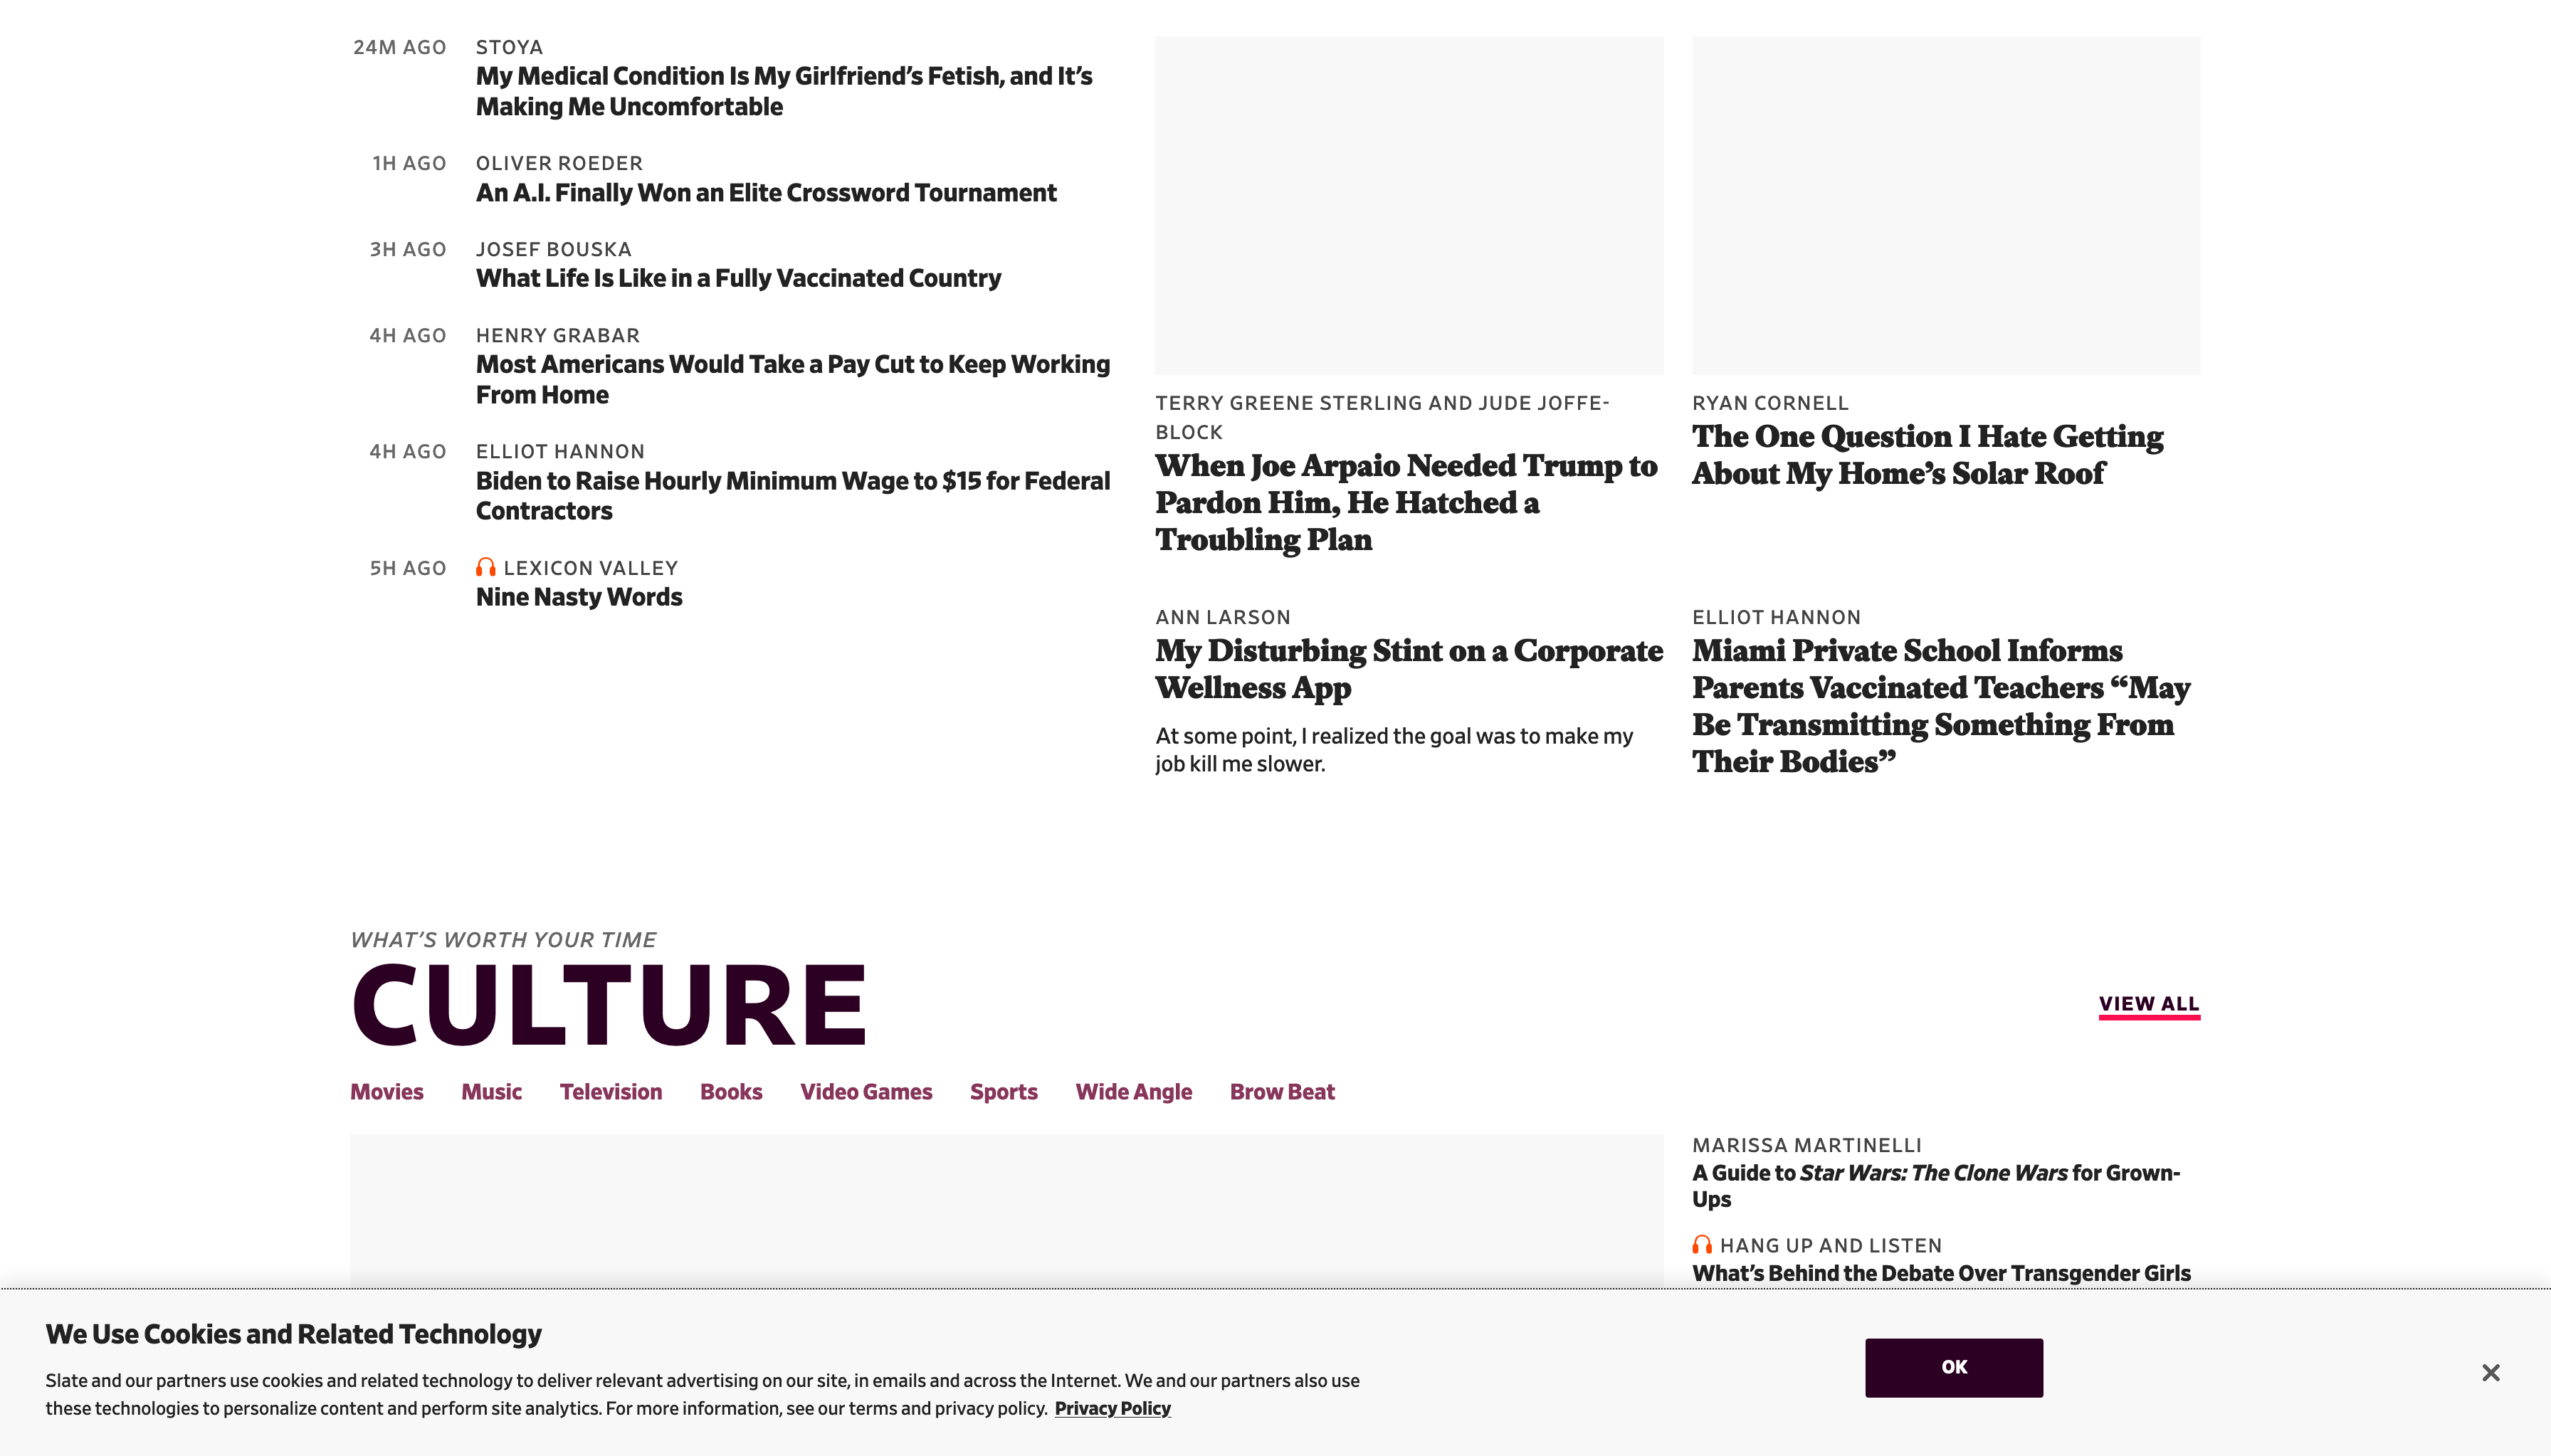 24M AGO
STOYA
My Medical Condition Is My Girlfriend’s Fetish, and It’s
Making Me Uncomfortable
1H AGO
OLIVER ROEDER
An A.I. Finally Won an Elite Crossword Tournament
3H AGO
JOSEF BOUSKA
What Life Is Like in a Fully Vaccinated Country
4H AGO
HENRY GRABAR
Most Americans Would Take a Pay Cut to Keep Working
From Home
4H AGO
ELLIOT HANNON
Biden to Raise Hourly Minimum Wage to $15 for Federal
Contractors
5H AGO
LEXICON VALLEY
Nine Nasty Words
TERRY GREENE STERLING AND JUDE JOFFE-
BLOCK
When Joe Arpaio Needed Trump to
Pardon Him, He Hatched a
Troubling Plan
RYAN CORNELL
The One Question I Hate Getting
About My Home’s Solar Roof
ANN LARSON
My Disturbing Stint on a Corporate
Wellness App
At some point, I realized the goal was to make my
job kill me slower.
ELLIOT HANNON
Miami Private School Informs
Parents Vaccinated Teachers “May
Be Transmitting Something From
Their Bodies”
WHAT’S WORTH YOUR TIME
CULTURE
VIEW ALL
Movies Music Television Books Video Games Sports Wide Angle Brow Beat
MARISSA MARTINELLI
A Guide to Star Wars: The Clone Wars for Grown-
Ups
HANG UP AND LISTEN
What’s Behind the Debate Over Transgender Girls
We Use Cookies and Related Technology
Slate and our partners use cookies and related technology to deliver relevant advertising on our site, in emails and across the Internet. We and our partners also use
these technologies to personalize content and perform site analytics. For more information, see our terms and privacy policy. Privacy Policy
OK